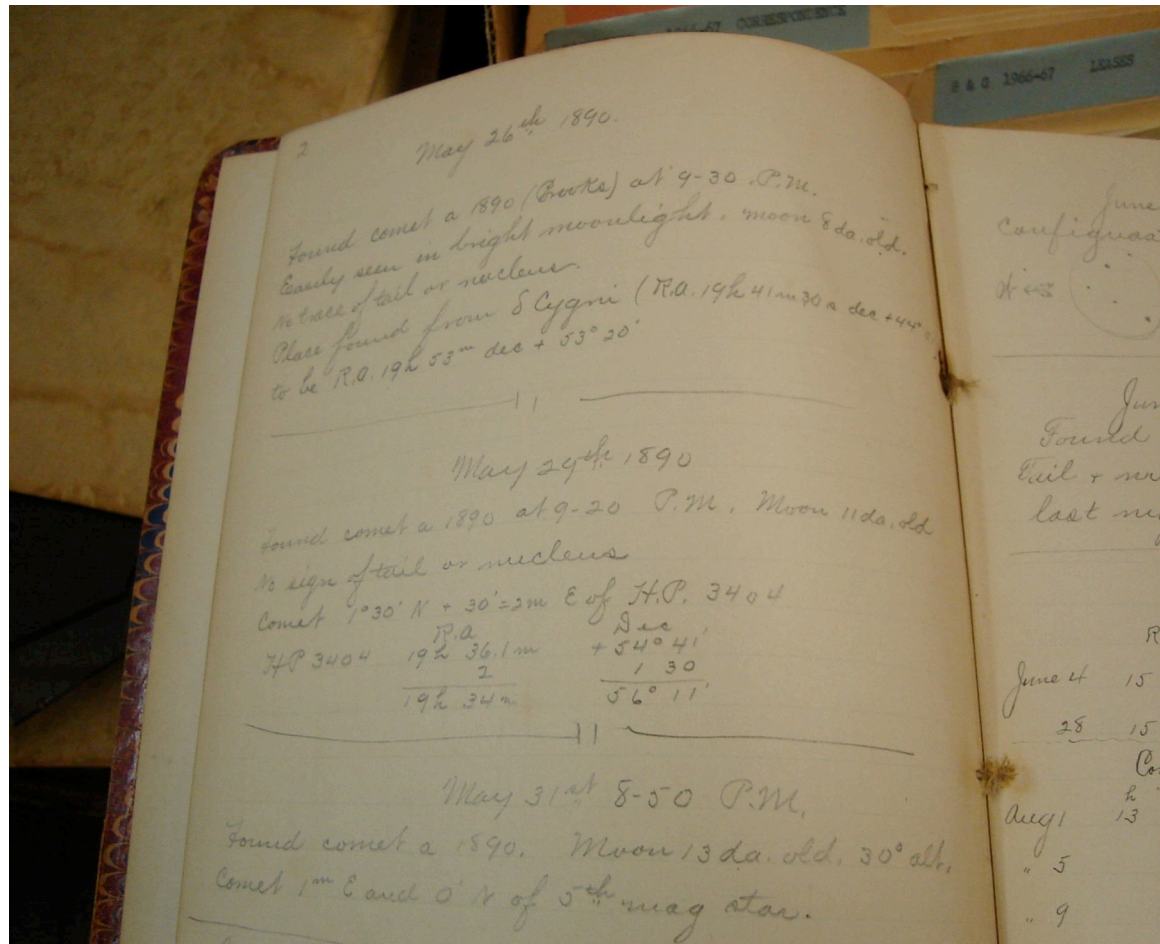 1966-67 CORRESPONDENCE
B & G 1966-67 LEASES
2
May 26th 1890.
Found comet a 1890 (Brooks) at 9-30 P.M.
Easily seen in bright moonlight, moon 8 da. old.
No trace of tail or nucleus.
Place found from δ Cygni (R.A. 19h 41m 30s dec +44°
to be R.A. 19h 53m dec + 53° 20'
May 29th 1890
Found comet a 1890 at 9-20 P.M. Moon 11 da. old
No sign of tail or nucleus
Comet 1° 30' N + 30' = 2m E of H.P. 3404
R.A Dec
HP 3404 19h 36.1m + 54° 41'
2 1 30
19h 34m 56° 11'
May 31st 8-50 P.M.
Found comet a 1890. Moon 13 da. old. 30° alt.
Comet 1m E and 0' N of 5th mag star.
June
W
Found
Tail +
last
R
June 4 15
28 15
h
Aug 1 13
" 5
" 9